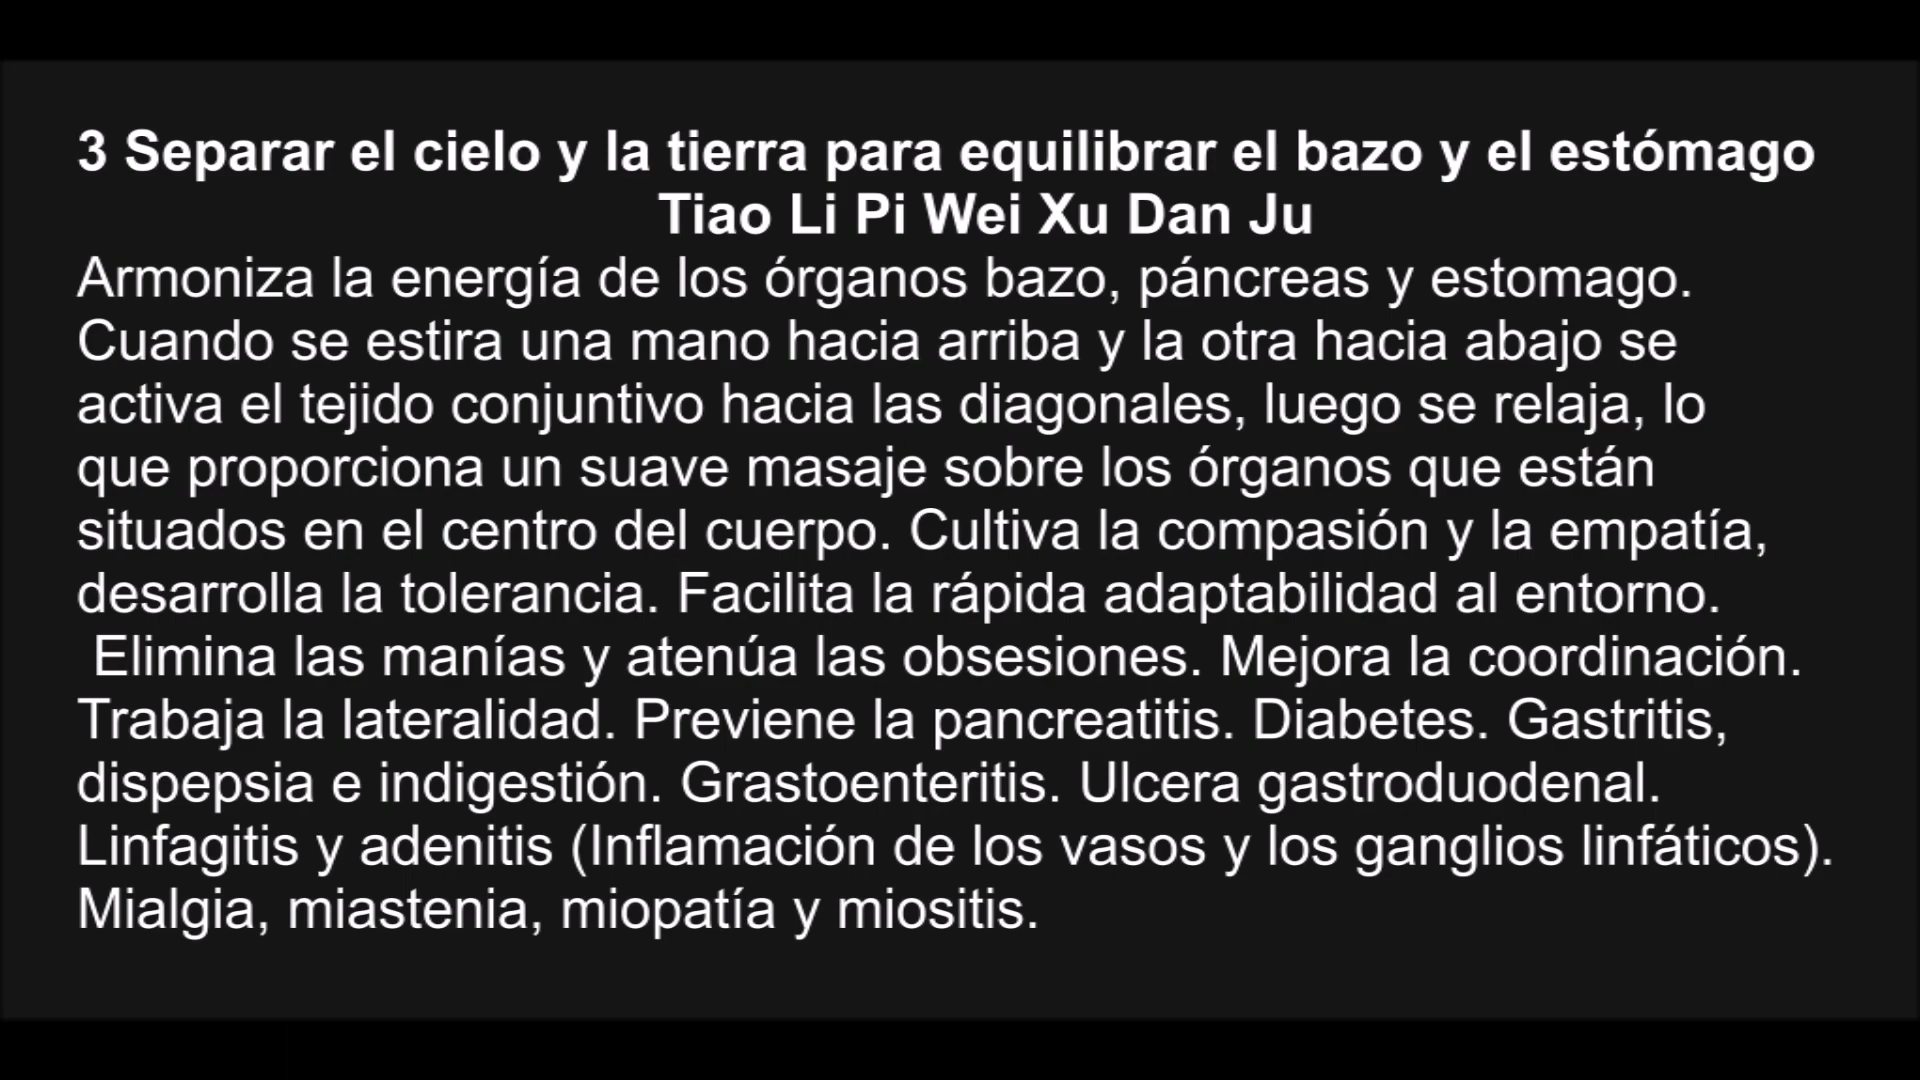 3 Separar el cielo y la tierra para equilibrar el bazo y el estómago
Tiao Li Pi Wei Xu Dan Ju
Armoniza la energía de los órganos bazo, páncreas y estomago.
Cuando se estira una mano hacia arriba y la otra hacia abajo se
activa el tejido conjuntivo hacia las diagonales, luego se relaja, lo
que proporciona un suave masaje sobre los órganos que están
situados en el centro del cuerpo. Cultiva la compasión y la empatía,
desarrolla la tolerancia. Facilita la rápida adaptabilidad al entorno.
Elimina las manías y atenúa las obsesiones. Mejora la coordinación.
Trabaja la lateralidad. Previene la pancreatitis. Diabetes. Gastritis,
dispepsia e indigestión. Grastoenteritis. Ulcera gastroduodenal.
Linfagitis y adenitis (Inflamación de los vasos y los ganglios linfáticos).
Mialgia, miastenia, miopatía y miositis.